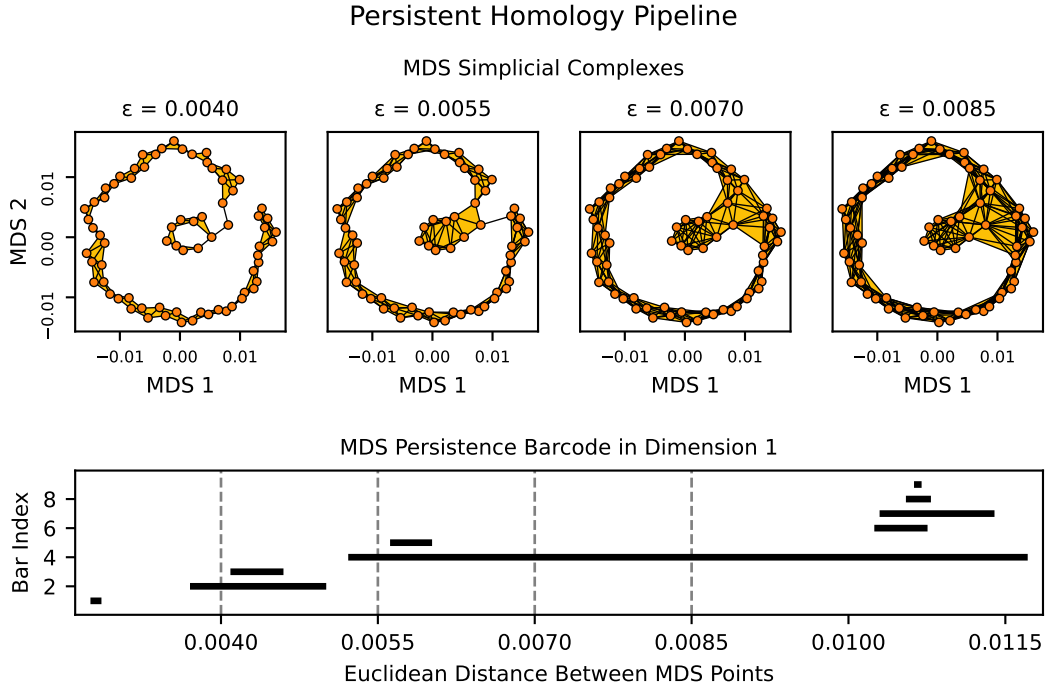 Persistent Homology Pipeline
MDS Simplicial Complexes
ε = 0.0040 ε = 0.0055 ε = 0.0070 ε = 0.0085
MDS 2
0.01
0.00
−0.01
−0.01 0.00 0.01 −0.01 0.00 0.01 −0.01 0.00 0.01 −0.01 0.00 0.01
MDS 1 MDS 1 MDS 1 MDS 1
MDS Persistence Barcode in Dimension 1
Bar Index
8
6
4
2
0.0040 0.0055 0.0070 0.0085 0.0100 0.0115
Euclidean Distance Between MDS Points